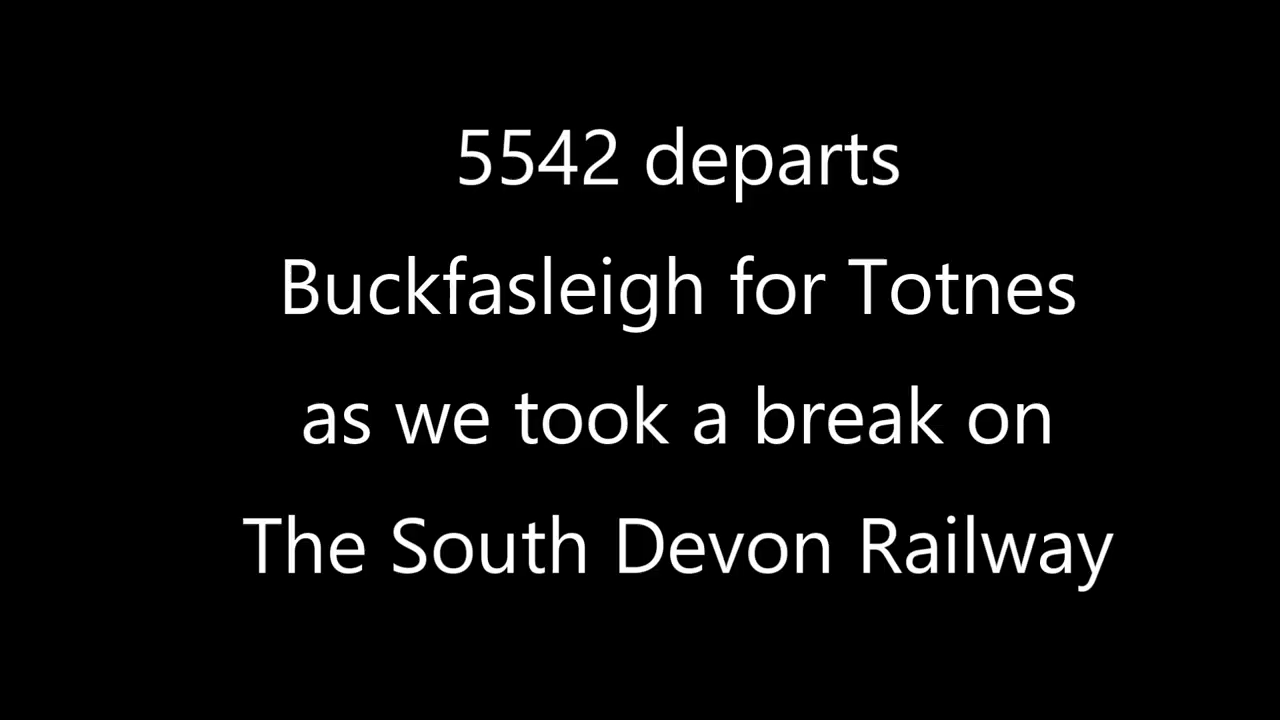 5542 departs
Buckfasleigh for Totnes
as we took a break on
The South Devon Railway